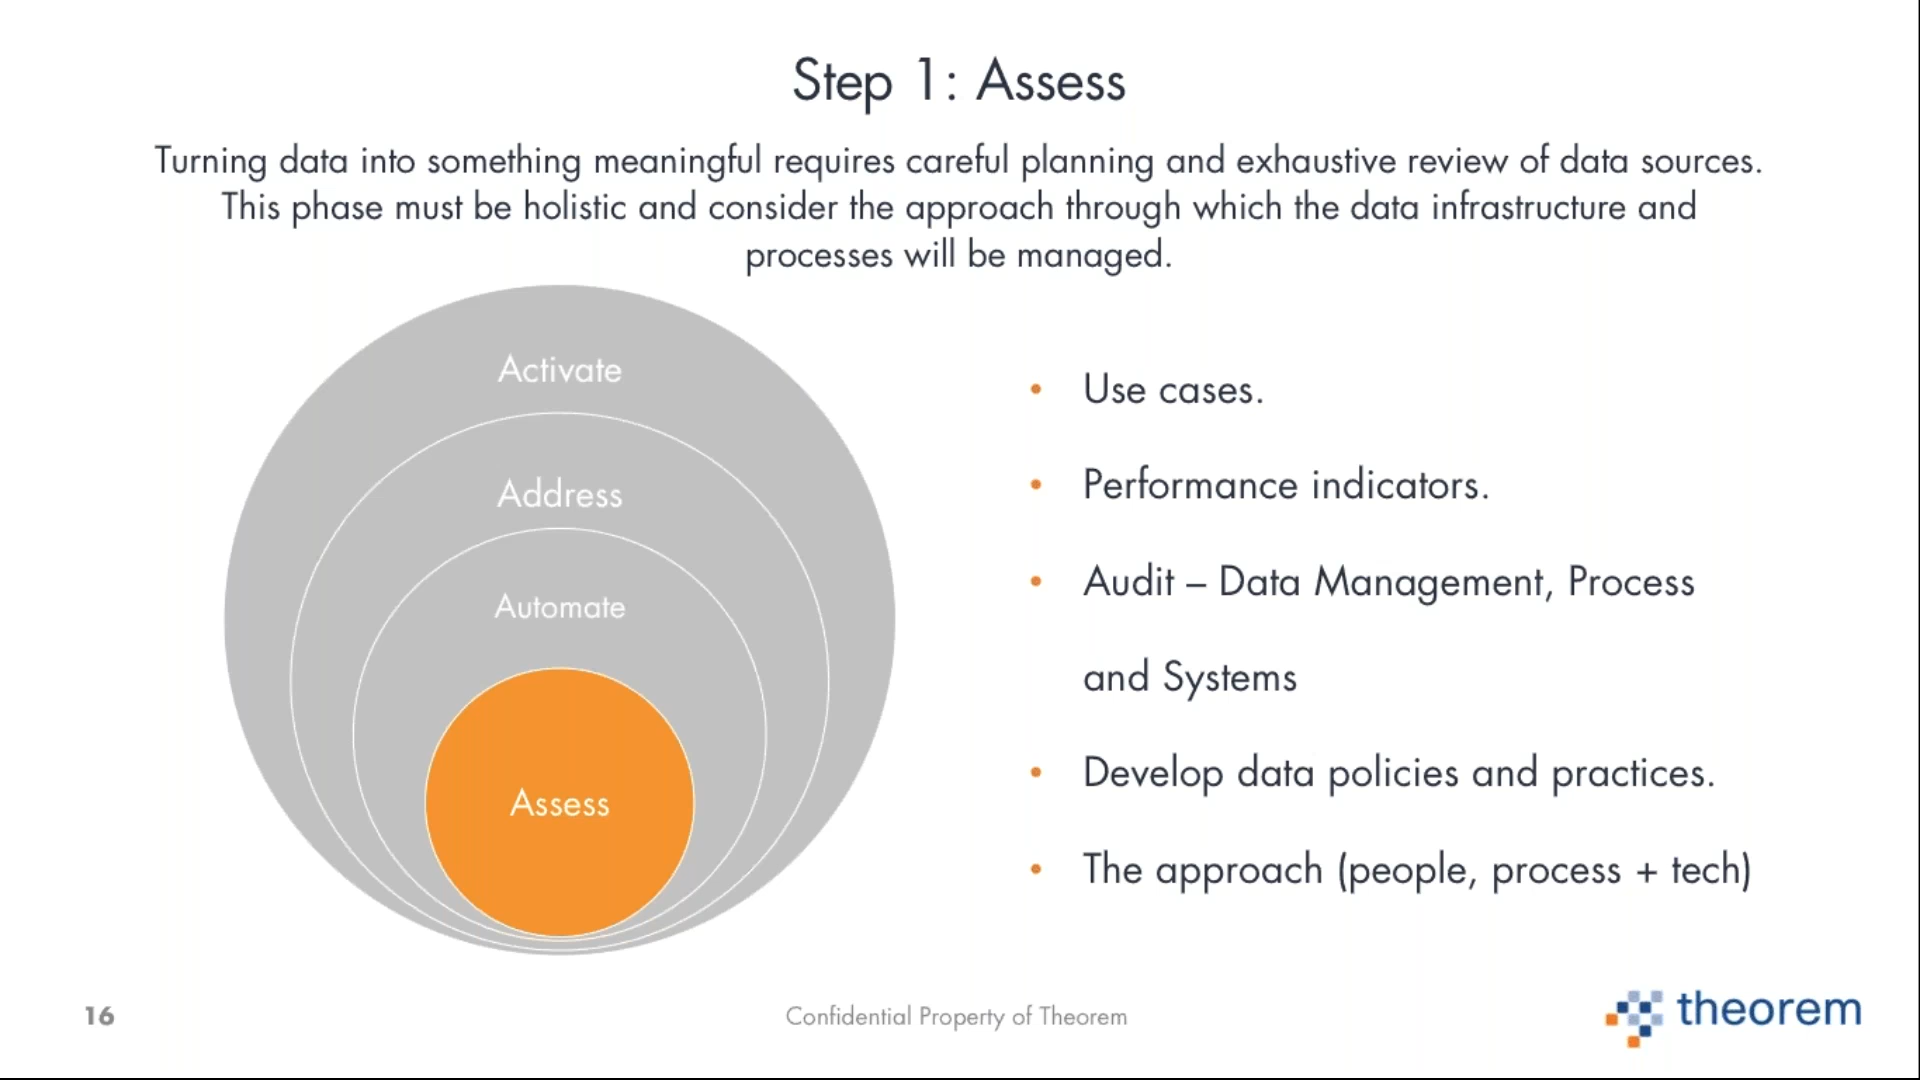 Step 1: Assess
Turning data into something meaningful requires careful planning and exhaustive review of data sources.
This phase must be holistic and consider the approach through which the data infrastructure and
processes will be managed.
Activate
Address
Automate
Assess
• Use cases.
• Performance indicators.
• Audit – Data Management, Process
and Systems
• Develop data policies and practices.
• The approach (people, process + tech)
16
Confidential Property of Theorem
theorem